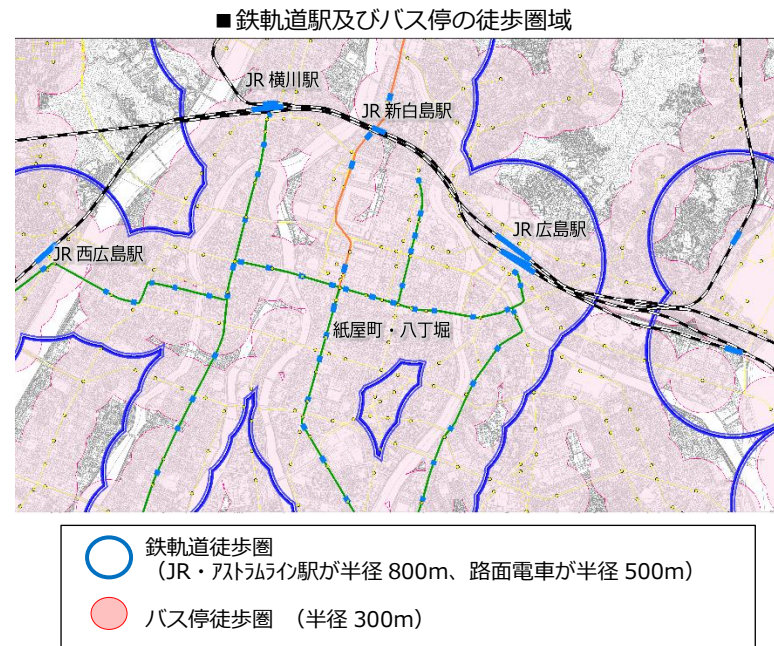 ■鉄軌道駅及びバス停の徒歩圏域
JR 横川駅
JR 新白島駅
JR 広島駅
JR 西広島駅
紙屋町・八丁堀
鉄軌道徒歩圏
（JR・ｱｽﾄﾗﾑﾗｲﾝ駅が半径 800m、路面電車が半径 500m）
バス停徒歩圏　（半径 300m）